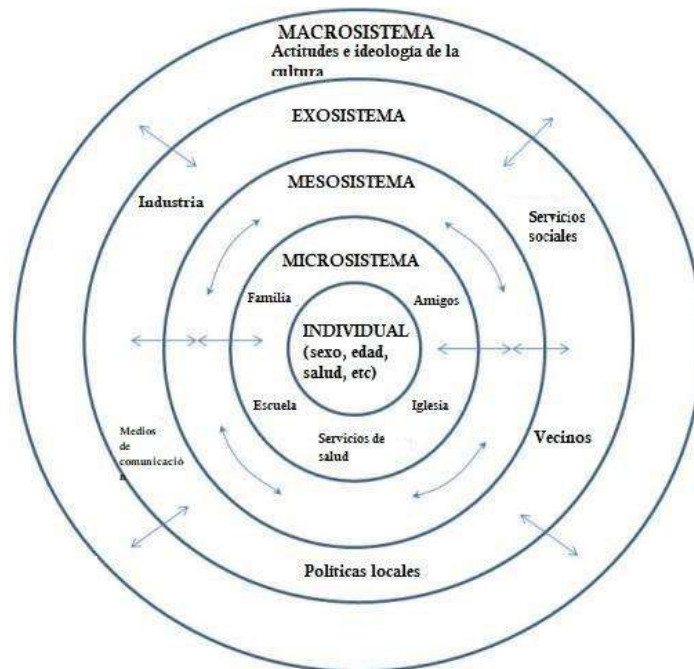 MACROSISTEMA
Actitudes e ideología de la
cultura
EXOSISTEMA
MESOSISTEMA
Industria
Servicios
sociales
MICROSISTEMA
Familia
Amigos
INDIVIDUAL
(sexo, edad,
salud, etc)
Escuela
Iglesia
Servicios de
salud
Medios
de
comunicació
n
Vecinos
Políticas locales